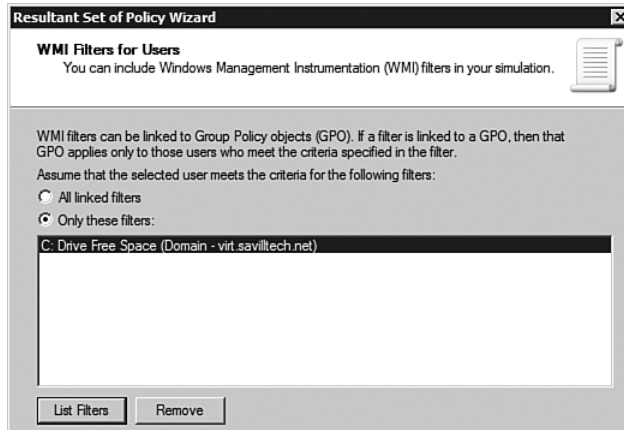 Resultant Set of Policy Wizard
WMI Filters for Users
You can include Windows Management Instrumentation (WMI) filters in your simulation.
WMI filters can be linked to Group Policy objects (GPO). If a filter is linked to a GPO, then that
GPO applies only to those users who meet the criteria specified in the filter.
Assume that the selected user meets the criteria for the following filters:
All linked filters
Only these filters:
C: Drive Free Space (Domain - virt.savilltech.net)
List Filters Remove